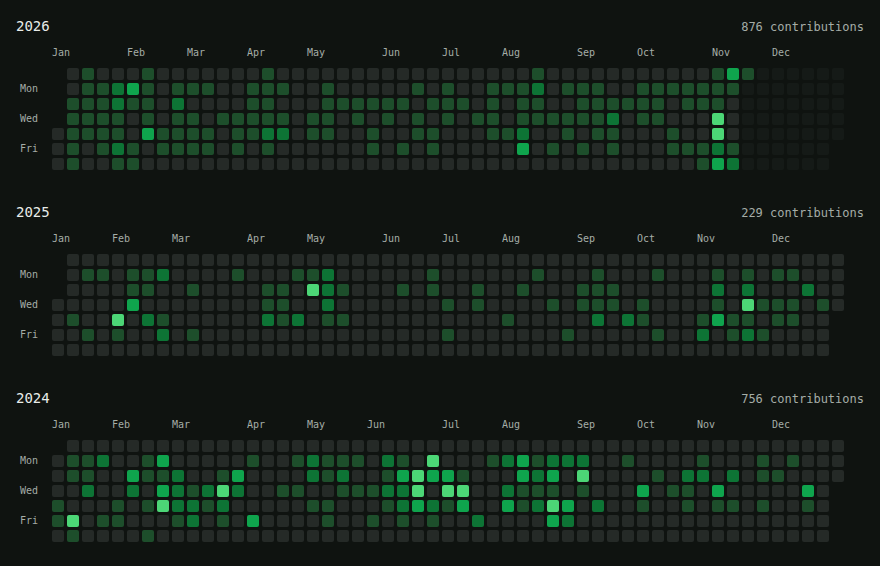 2026 876 contributions
Jan Feb Mar Apr May Jun Jul Aug Sep Oct Nov Dec
Mon
Wed
Fri
2025 229 contributions
Jan Feb Mar Apr May Jun Jul Aug Sep Oct Nov Dec
Mon
Wed
Fri
2024 756 contributions
Jan Feb Mar Apr May Jun Jul Aug Sep Oct Nov Dec
Mon
Wed
Fri